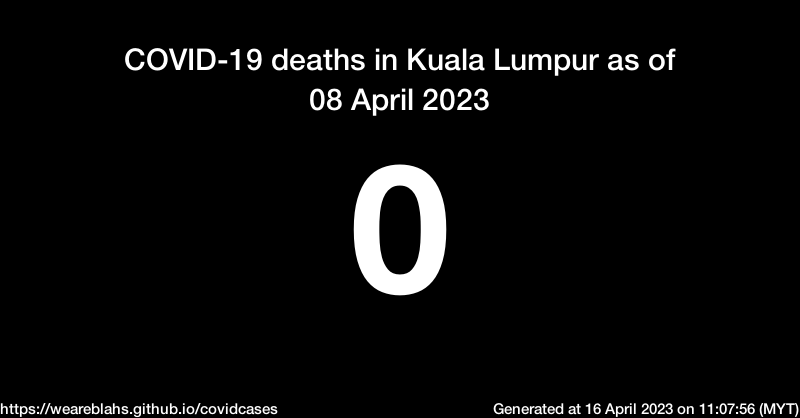 COVID-19 deaths in Kuala Lumpur as of
08 April 2023
0
https://weareblahs.github.io/covidcases
Generated at 16 April 2023 on 11:07:56 (MYT)